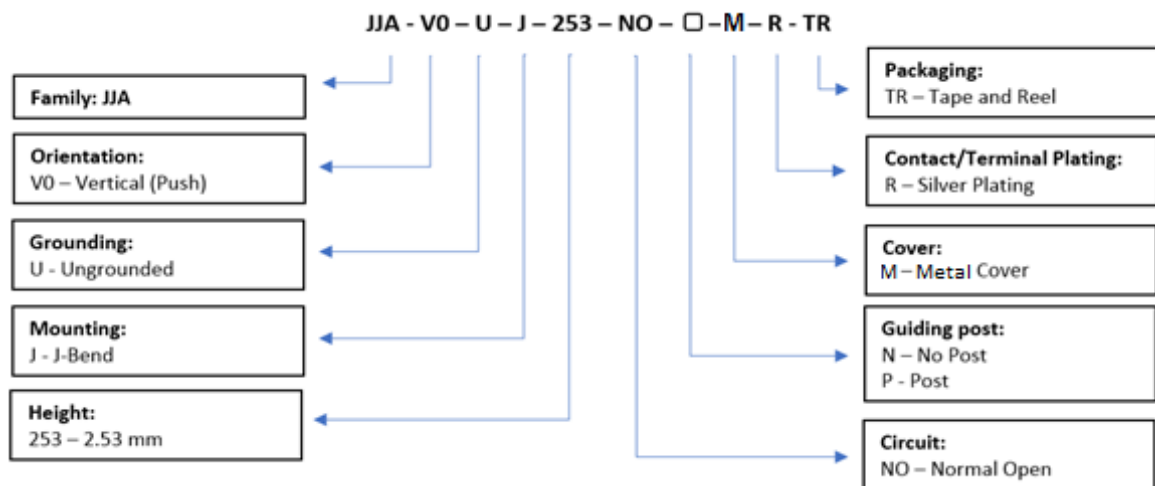 JJA - V0 – U – J – 253 – NO – □ –M – R - TR
Family: JJA
Orientation:
V0 – Vertical (Push)
Grounding:
U - Ungrounded
Mounting:
J - J-Bend
Height:
253 – 2.53 mm
Packaging:
TR – Tape and Reel
Contact/Terminal Plating:
R – Silver Plating
Cover:
M – Metal Cover
Guiding post:
N – No Post
P - Post
Circuit:
NO – Normal Open